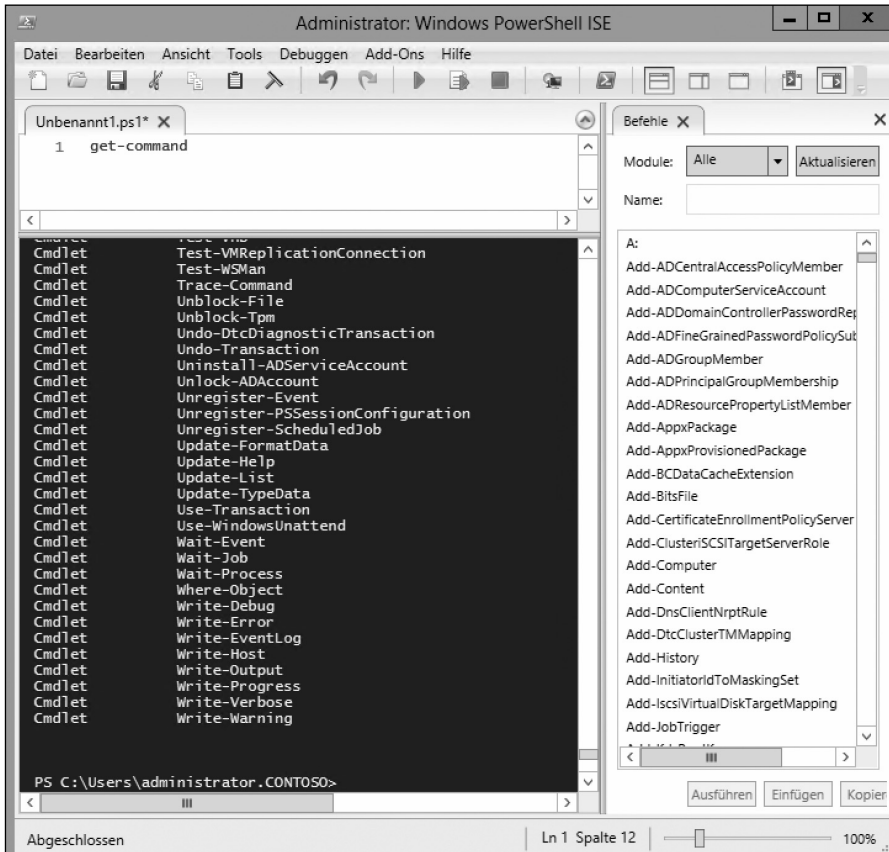 Administrator: Windows PowerShell ISE
Datei Bearbeiten Ansicht Tools Debuggen Add-Ons Hilfe
Unbenannt1.ps1*
1 get-command
Cmdlet
Cmdlet Test-VMReplicationConnection
Cmdlet Test-WSMan
Cmdlet Trace-Command
Cmdlet Unblock-File
Cmdlet Unblock-Tpm
Cmdlet Undo-DtcDiagnosticTransaction
Cmdlet Undo-Transaction
Cmdlet Uninstall-ADServiceAccount
Cmdlet Unlock-ADAccount
Cmdlet Unregister-Event
Cmdlet Unregister-PSSessionConfiguration
Cmdlet Unregister-ScheduledJob
Cmdlet Update-FormatData
Cmdlet Update-Help
Cmdlet Update-List
Cmdlet Update-TypeData
Cmdlet Use-Transaction
Cmdlet Use-WindowsUnattend
Cmdlet Wait-Event
Cmdlet Wait-Job
Cmdlet Wait-Process
Cmdlet Where-Object
Cmdlet Write-Debug
Cmdlet Write-Error
Cmdlet Write-EventLog
Cmdlet Write-Host
Cmdlet Write-Output
Cmdlet Write-Progress
Cmdlet Write-Verbose
Cmdlet Write-Warning
PS C:\Users\administrator.CONTOSO>
Befehle
Module: Alle Aktualisieren
Name:
A:
Add-ADCentralAccessPolicyMember
Add-ADComputerServiceAccount
Add-ADDomainControllerPasswordRep
Add-ADFineGrainedPasswordPolicySub
Add-ADGroupMember
Add-ADPrincipalGroupMembership
Add-ADResourcePropertyListMember
Add-AppxPackage
Add-AppxProvisionedPackage
Add-BCDataCacheExtension
Add-BitsFile
Add-CertificateEnrollmentPolicyServer
Add-ClusteriSCSITargetServerRole
Add-Computer
Add-Content
Add-DnsClientNrptRule
Add-DtcClusterTMMapping
Add-History
Add-InitiatorIdToMaskingSet
Add-IscsiVirtualDiskTargetMapping
Add-JobTrigger
Ausführen Einfügen Kopier
Abgeschlossen Ln 1 Spalte 12 100%